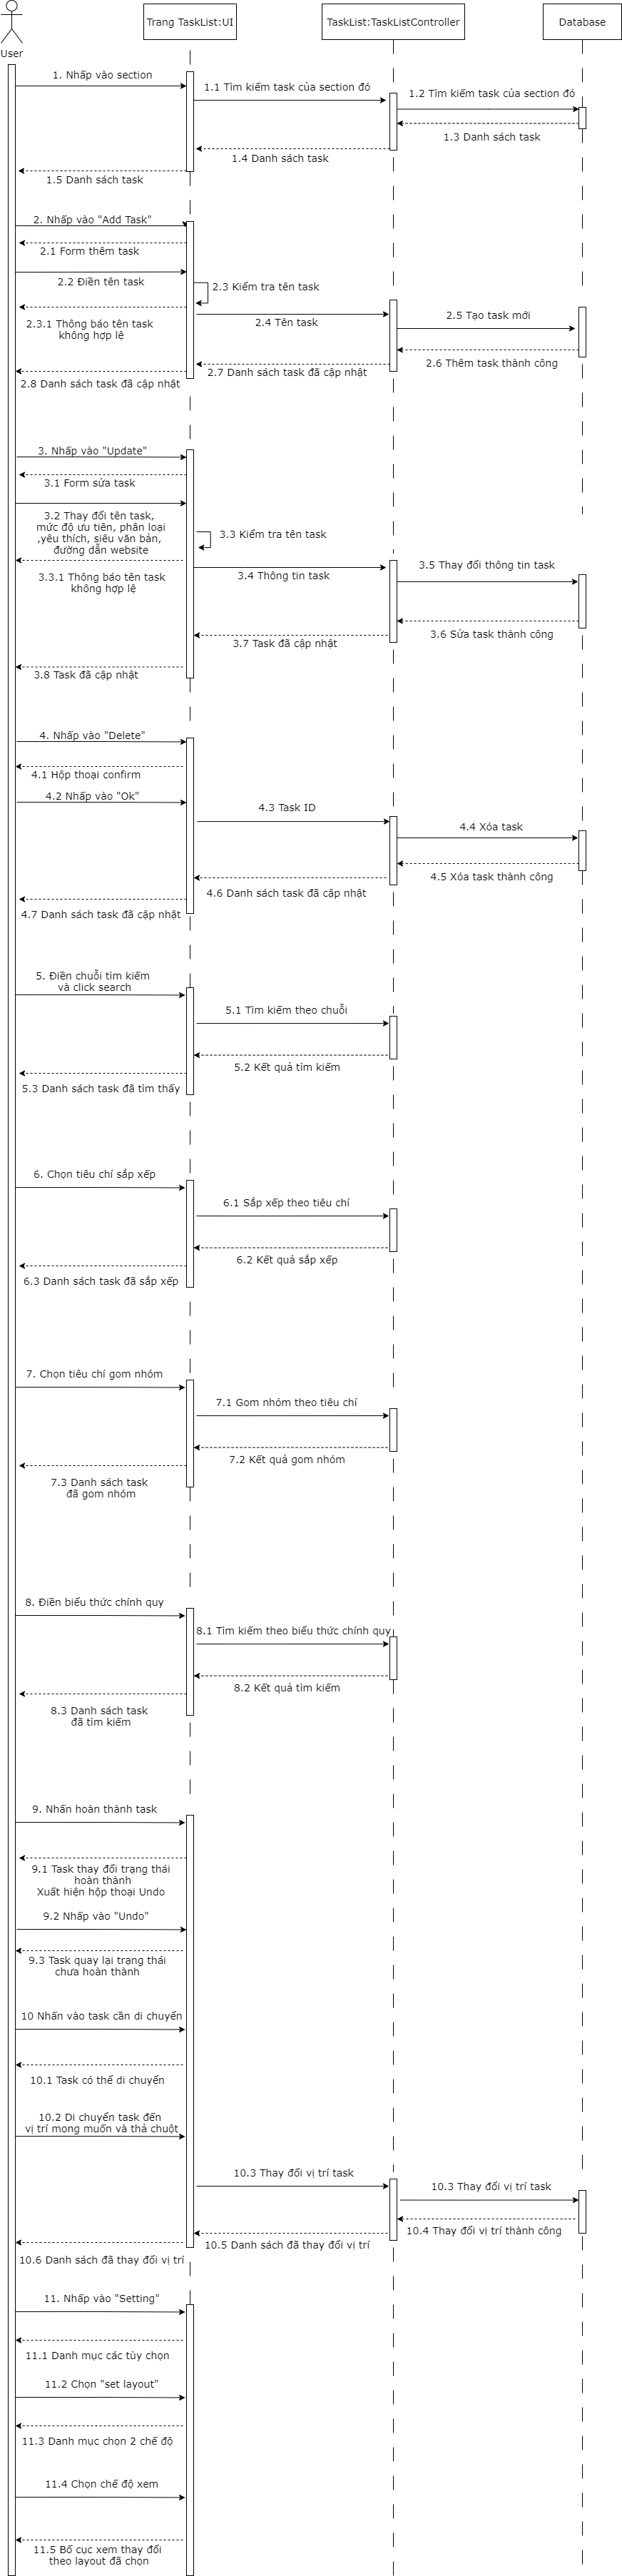 Trang TaskList:UI
TaskList:TaskListController
Database
User
1. Nhấp vào section
1.1 Tìm kiếm task của section đó
1.2 Tìm kiếm task của section đó
1.3 Danh sách task
1.4 Danh sách task
1.5 Danh sách task
2. Nhấp vào "Add Task"
2.1 Form thêm task
2.2 Điền tên task
2.3 Kiểm tra tên task
2.3.1 Thông báo tên task
không hợp lệ
2.4 Tên task
2.5 Tạo task mới
2.6 Thêm task thành công
2.7 Danh sách task đã cập nhật
2.8 Danh sách task đã cập nhật
3. Nhấp vào "Update"
3.1 Form sửa task
3.2 Thay đổi tên task,
mức độ ưu tiên, phân loại
,yêu thích, siêu văn bản,
đường dẫn website
3.3 Kiểm tra tên task
3.3.1 Thông báo tên task
không hợp lệ
3.4 Thông tin task
3.5 Thay đổi thông tin task
3.6 Sửa task thành công
3.7 Task đã cập nhật
3.8 Task đã cập nhật
4. Nhấp vào "Delete"
4.1 Hộp thoại confirm
4.2 Nhấp vào "Ok"
4.3 Task ID
4.4 Xóa task
4.5 Xóa task thành công
4.6 Danh sách task đã cập nhật
4.7 Danh sách task đã cập nhật
5. Điền chuỗi tìm kiếm
và click search
5.1 Tìm kiếm theo chuỗi
5.2 Kết quả tìm kiếm
5.3 Danh sách task đã tìm thấy
6. Chọn tiêu chí sắp xếp
6.1 Sắp xếp theo tiêu chí
6.2 Kết quả sắp xếp
6.3 Danh sách task đã sắp xếp
7. Chọn tiêu chí gom nhóm
7.1 Gom nhóm theo tiêu chí
7.2 Kết quả gom nhóm
7.3 Danh sách task
đã gom nhóm
8. Điền biểu thức chính quy
8.1 Tìm kiếm theo biểu thức chính quy
8.2 Kết quả tìm kiếm
8.3 Danh sách task
đã tìm kiếm
9. Nhấn hoàn thành task
9.1 Task thay đổi trạng thái
hoàn thành
Xuất hiện hộp thoại Undo
9.2 Nhấp vào "Undo"
9.3 Task quay lại trạng thái
chưa hoàn thành
10 Nhấn vào task cần di chuyển
10.1 Task có thể di chuyển
10.2 Di chuyển task đến
vị trí mong muốn và thả chuột
10.3 Thay đổi vị trí task
10.3 Thay đổi vị trí task
10.4 Thay đổi vị trí thành công
10.5 Danh sách đã thay đổi vị trí
10.6 Danh sách đã thay đổi vị trí
11. Nhấp vào "Setting"
11.1 Danh mục các tùy chọn
11.2 Chọn "set layout"
11.3 Danh mục chọn 2 chế độ
11.4 Chọn chế độ xem
11.5 Bố cục xem thay đổi
theo layout đã chọn